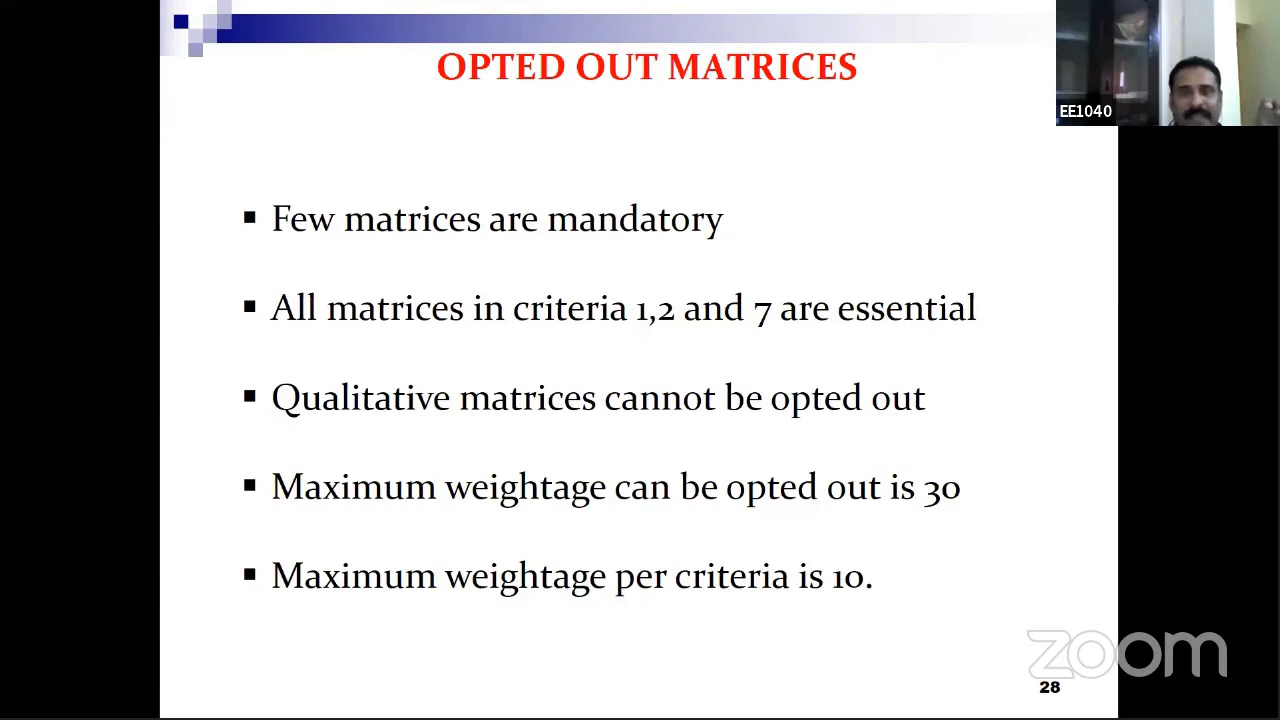 OPTED OUT MATRICES
EE1040
▪ Few matrices are mandatory
▪ All matrices in criteria 1,2 and 7 are essential
▪ Qualitative matrices cannot be opted out
▪ Maximum weightage can be opted out is 30
▪ Maximum weightage per criteria is 10.
zoom
28